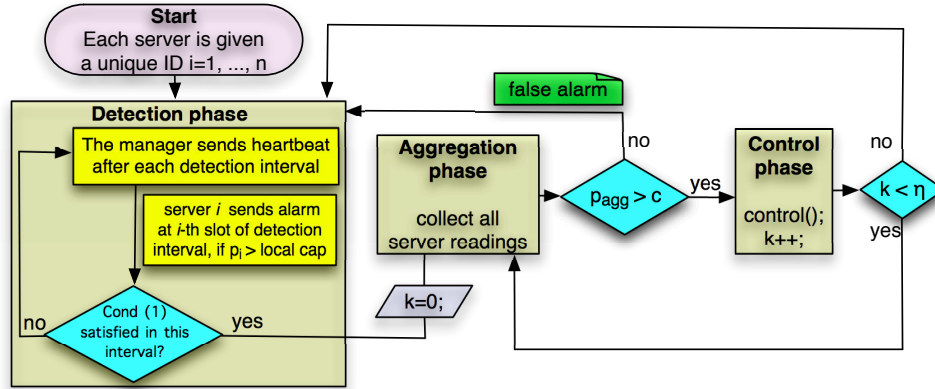 Start
Each server is given
a unique ID i=1, ..., n
Detection phase
The manager sends heartbeat
after each detection interval
server i sends alarm
at i-th slot of detection
interval, if pi > local cap
Cond (1)
satisfied in this
interval?
no
yes
k=0;
Aggregation
phase
collect all
server readings
false alarm
no
pagg > c
yes
Control
phase
control();
k++;
no
k < η
yes